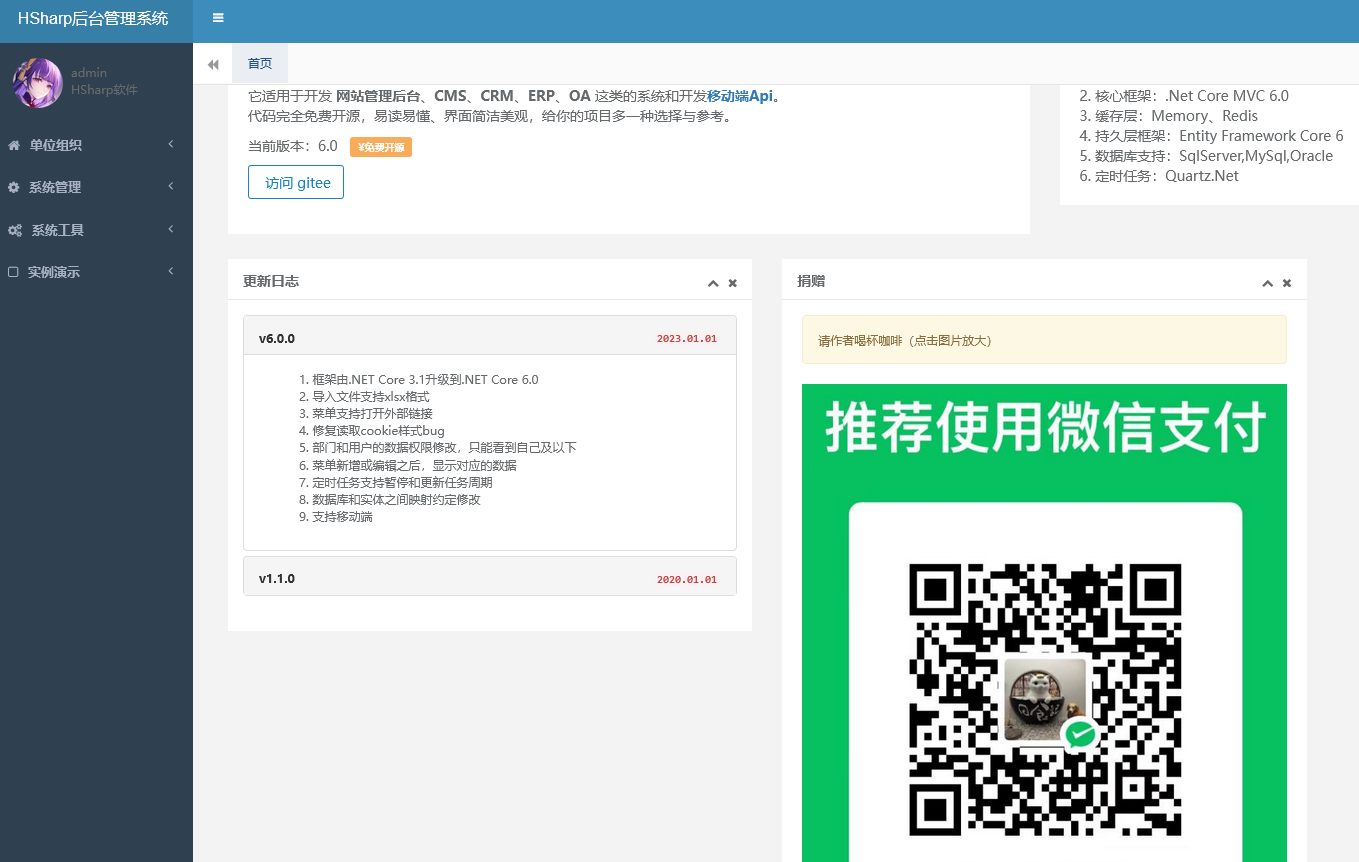 HSharp后台管理系统
admin
HSharp软件
单位组织
系统管理
系统工具
实例演示
首页
它适用于开发 网站管理后台、CMS、CRM、ERP、OA 这类的系统和开发移动端Api。
代码完全免费开源，易读易懂、界面简洁美观，给你的项目多一种选择与参考。
当前版本：6.0 ¥免费开源
访问 gitee
2. 核心框架：.Net Core MVC 6.0
3. 缓存层：Memory、Redis
4. 持久层框架：Entity Framework Core 6
5. 数据库支持：SqlServer,MySql,Oracle
6. 定时任务：Quartz.Net
更新日志
v6.0.0 2023.01.01
1. 框架由.NET Core 3.1升级到.NET Core 6.0
2. 导入文件支持xlsx格式
3. 菜单支持打开外部链接
4. 修复读取cookie样式bug
5. 部门和用户的数据权限修改，只能看到自己及以下
6. 菜单新增或编辑之后，显示对应的数据
7. 定时任务支持暂停和更新任务周期
8. 数据库和实体之间映射约定修改
9. 支持移动端
v1.1.0 2020.01.01
捐赠
请作者喝杯咖啡（点击图片放大）
推荐使用微信支付